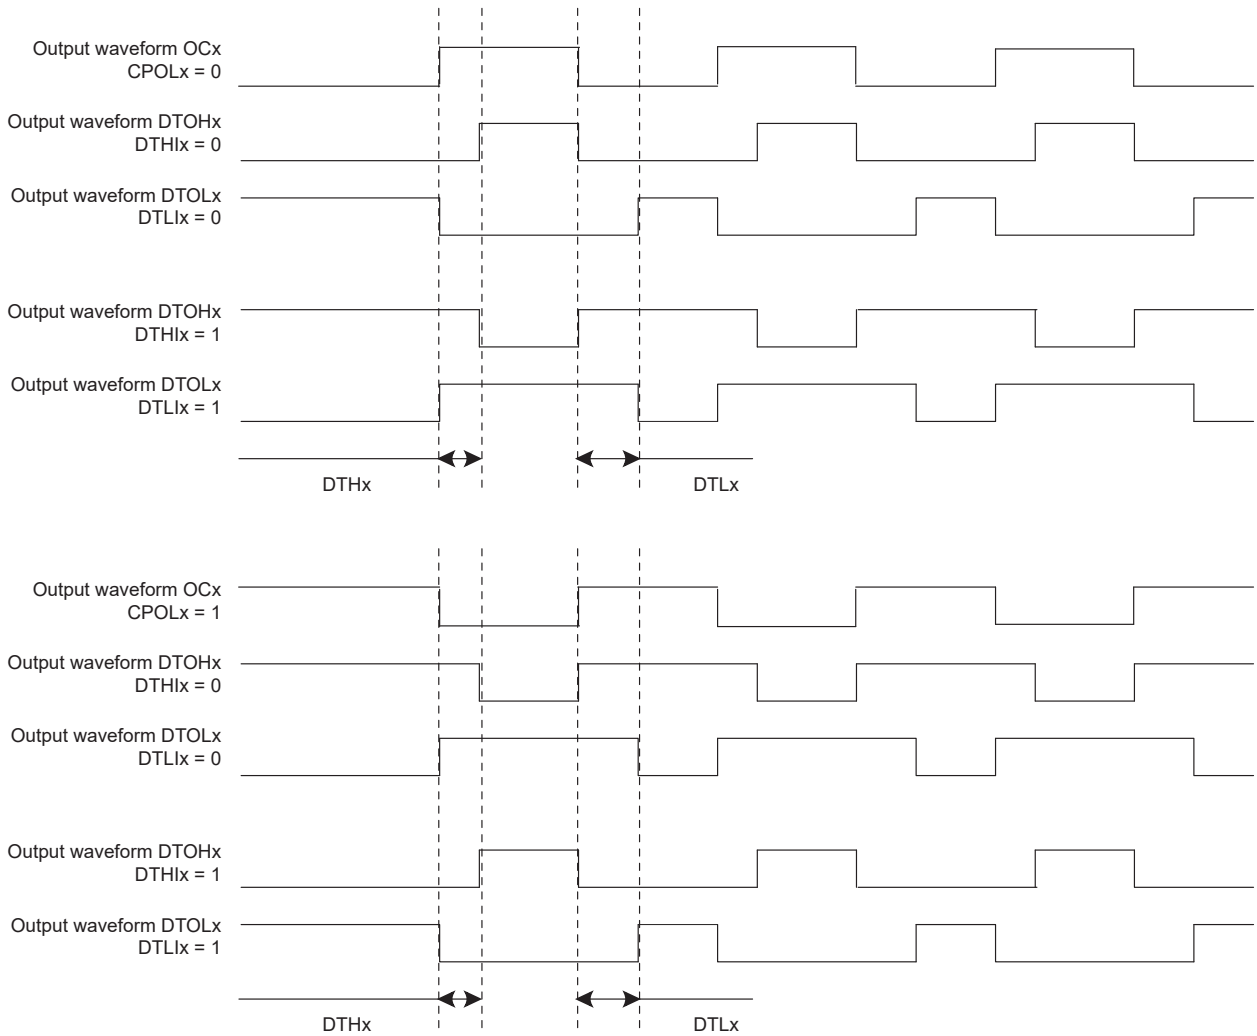 Output waveform OCx
CPOLx = 0
Output waveform DTOHx
DTHIx = 0
Output waveform DTOLx
DTLIx = 0
Output waveform DTOHx
DTHIx = 1
Output waveform DTOLx
DTLIx = 1
DTHx
DTLx
Output waveform OCx
CPOLx = 1
Output waveform DTOHx
DTHIx = 0
Output waveform DTOLx
DTLIx = 0
Output waveform DTOHx
DTHIx = 1
Output waveform DTOLx
DTLIx = 1
DTHx
DTLx